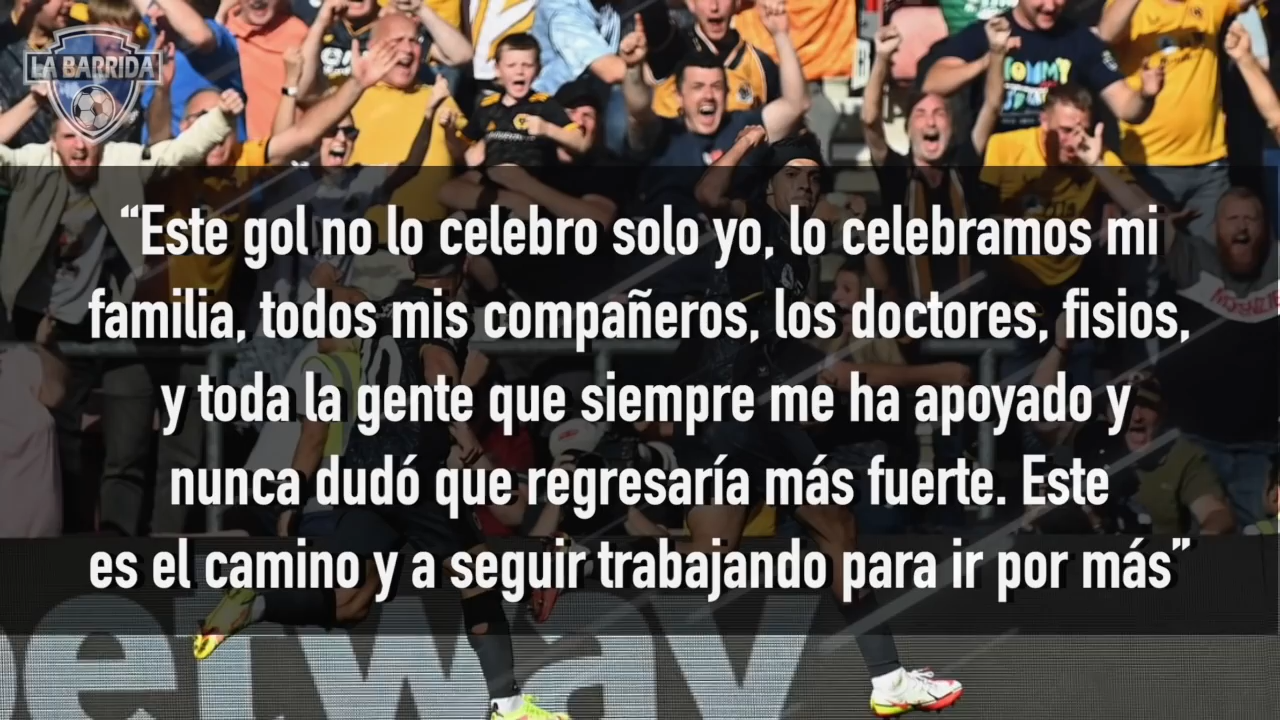 LA BARRIDA
“Este gol no lo celebro solo yo, lo celebramos mi
familia, todos mis compañeros, los doctores, fisios,
y toda la gente que siempre me ha apoyado y
nunca dudó que regresaría más fuerte. Este
es el camino y a seguir trabajando para ir por más”